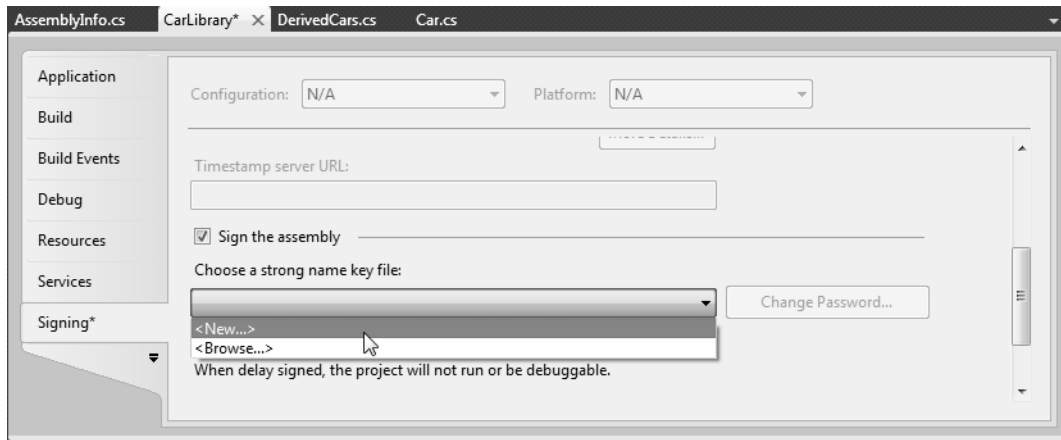 AssemblyInfo.cs CarLibrary* × DerivedCars.cs Car.cs
Application
Configuration: N/A Platform: N/A
Build
Build Events
Timestamp server URL:
Debug
Resources
Sign the assembly
Services
Choose a strong name key file:
Change Password...
Signing*
<New...>
<Browse...>
When delay signed, the project will not run or be debuggable.